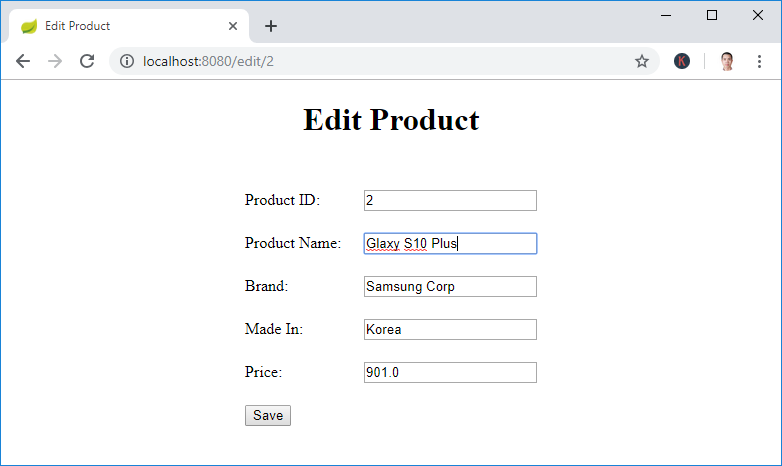 Edit Product
localhost:8080/edit/2
Edit Product
Product ID: 2
Product Name: Glaxy S10 Plus
Brand: Samsung Corp
Made In: Korea
Price: 901.0
Save